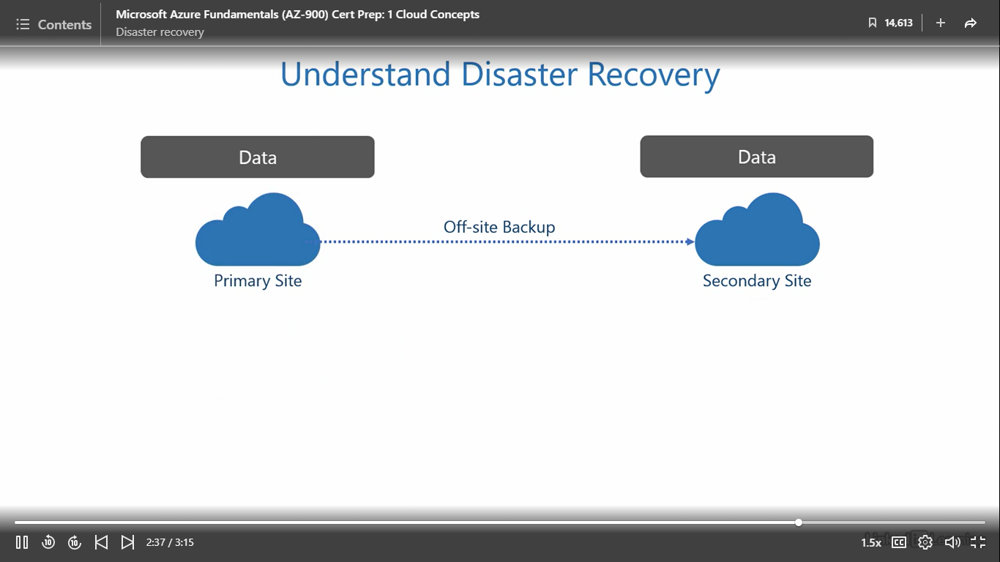 Contents
Microsoft Azure Fundamentals (AZ-900) Cert Prep: 1 Cloud Concepts
Disaster recovery
14,613
Understand Disaster Recovery
Data
Data
Off-site Backup
Primary Site
Secondary Site
10
10
2:37 / 3:15
1.5x
CC